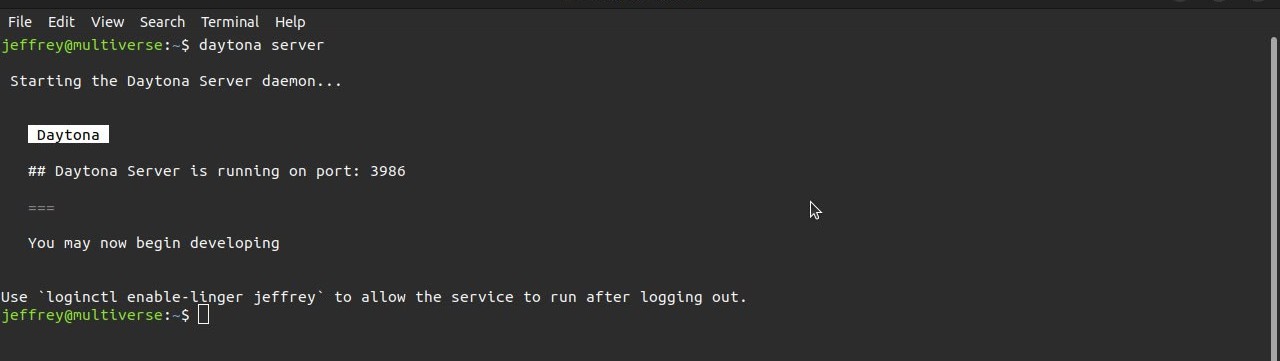 File Edit View Search Terminal Help
jeffrey@multiverse:~$ daytona server
Starting the Daytona Server daemon...
Daytona
## Daytona Server is running on port: 3986
===
You may now begin developing
Use `loginctl enable-linger jeffrey` to allow the service to run after logging out.
jeffrey@multiverse:~$